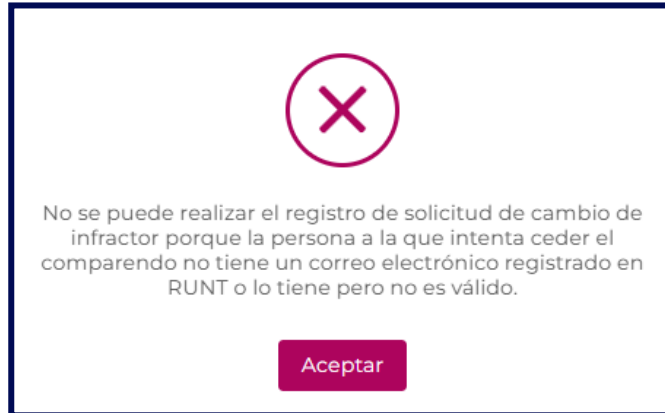 No se puede realizar el registro de solicitud de cambio de
infractor porque la persona a la que intenta ceder el
comparendo no tiene un correo electrónico registrado en
RUNT o lo tiene pero no es válido.
Aceptar